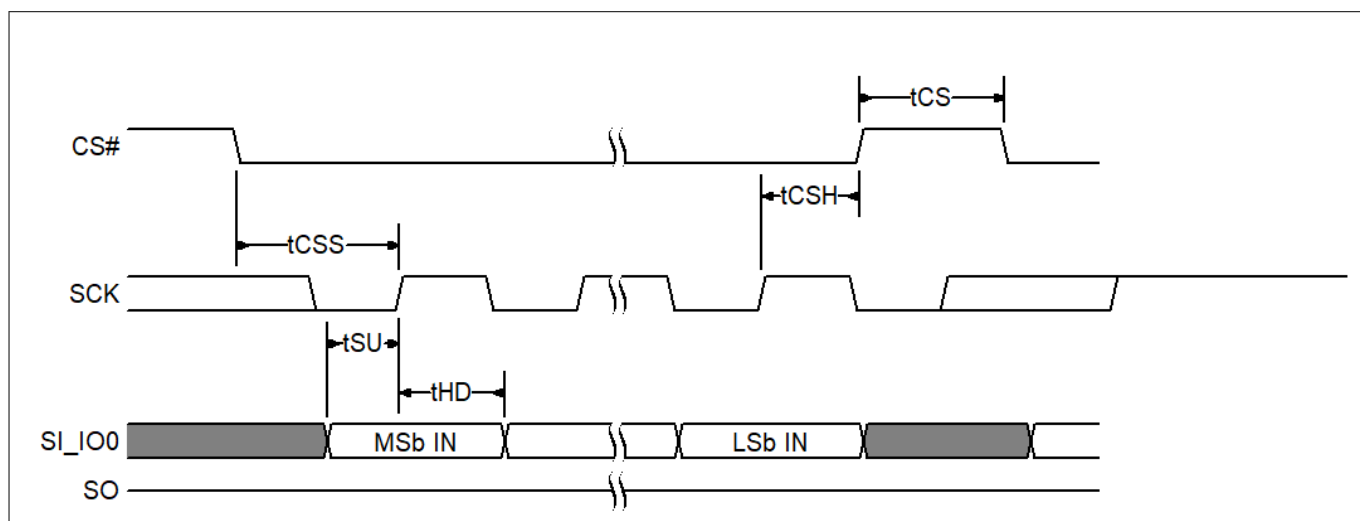 tCS
CS#
tCSH
tCSS
SCK
tSU
tHD
SI_IO0 MSb IN LSb IN
SO